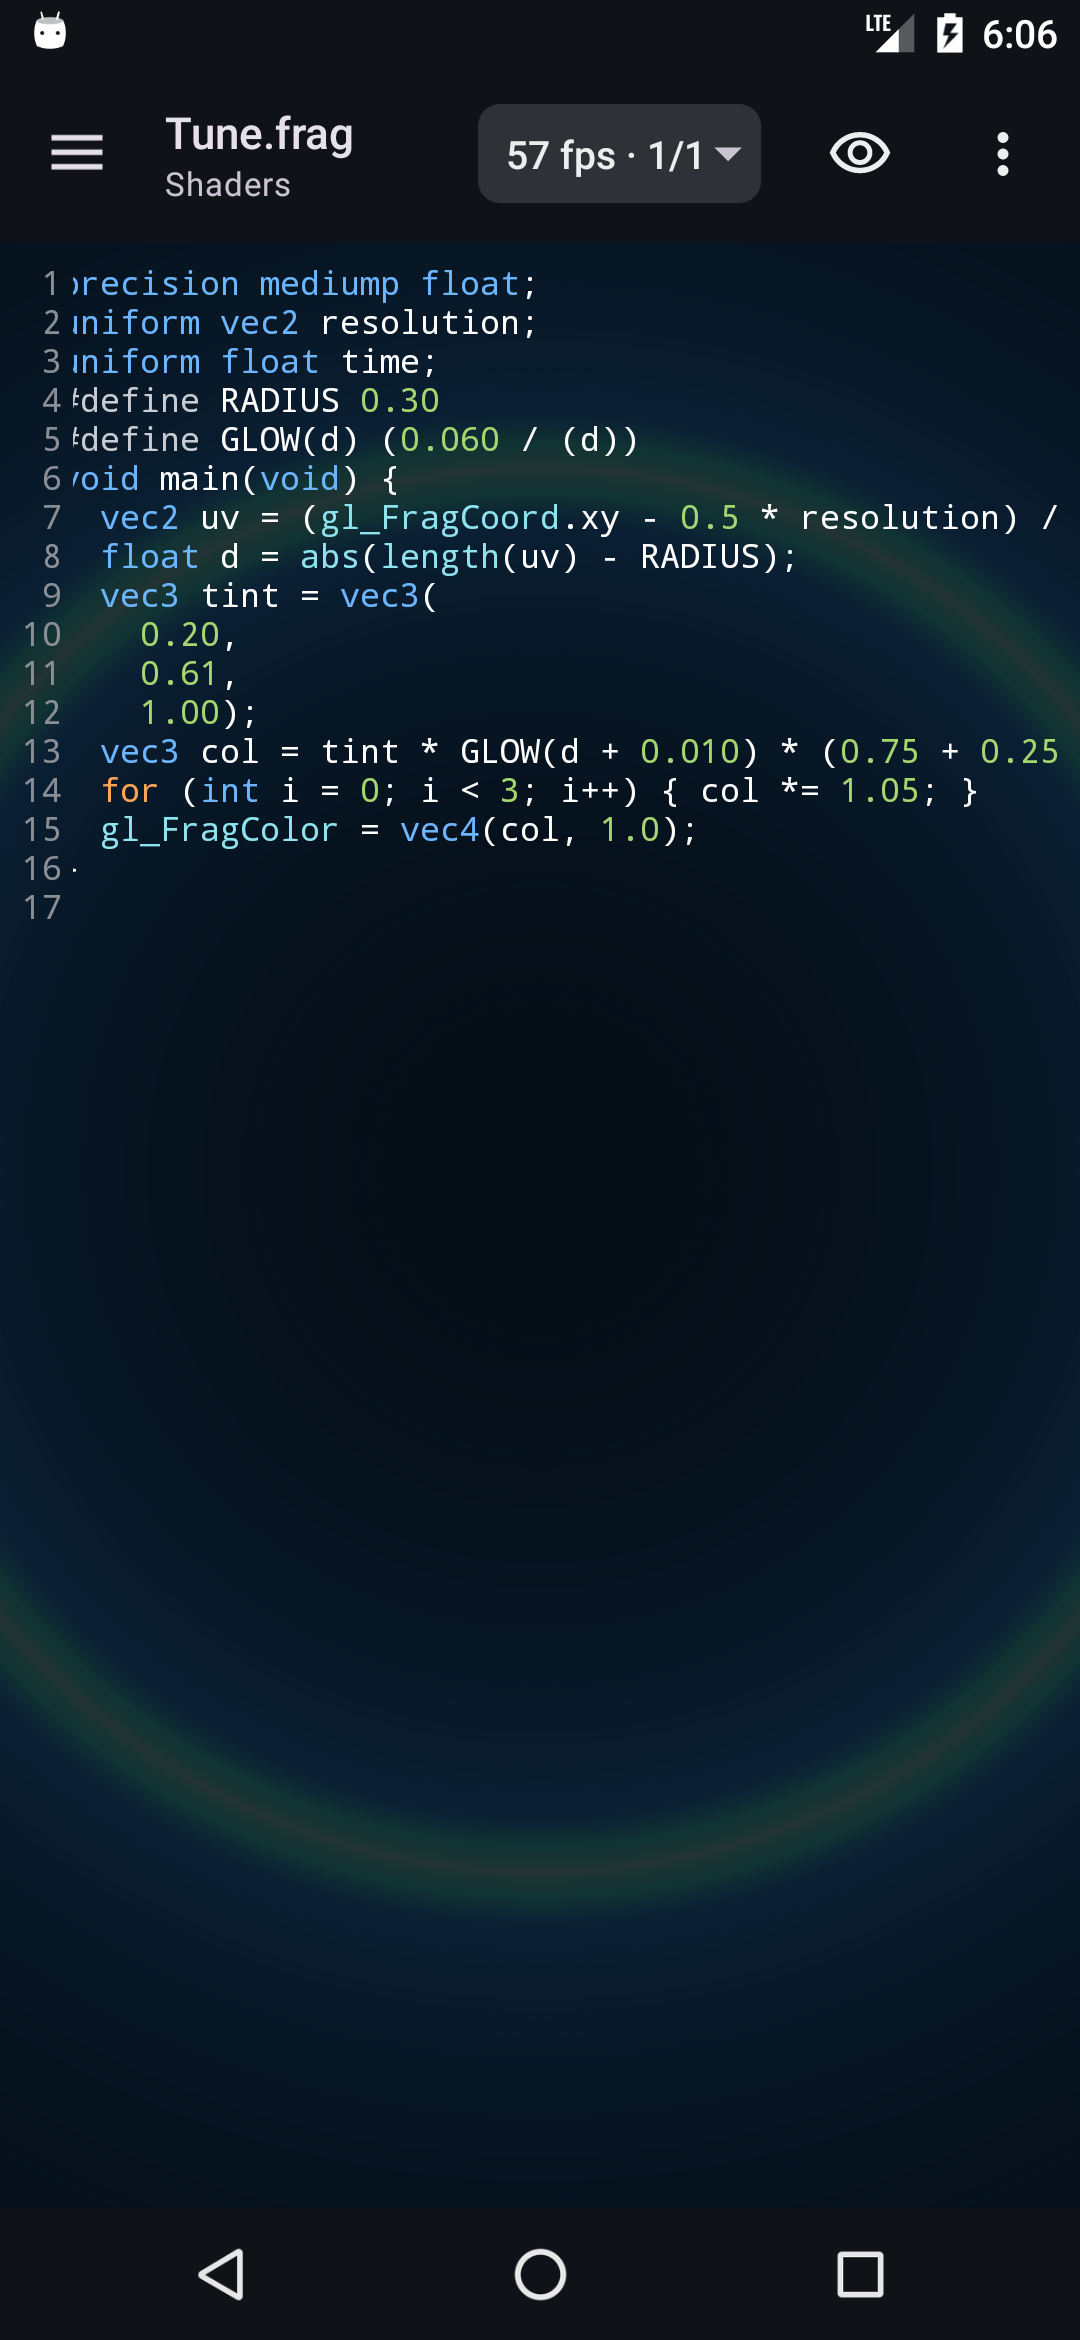 LTE 6:06
Tune.frag
Shaders
57 fps · 1/1
1 precision mediump float;
2 uniform vec2 resolution;
3 uniform float time;
4 #define RADIUS 0.30
5 #define GLOW(d) (0.060 / (d))
6 void main(void) {
7 vec2 uv = (gl_FragCoord.xy - 0.5 * resolution) /
8 float d = abs(length(uv) - RADIUS);
9 vec3 tint = vec3(
10 0.20,
11 0.61,
12 1.00);
13 vec3 col = tint * GLOW(d + 0.010) * (0.75 + 0.25
14 for (int i = 0; i < 3; i++) { col *= 1.05; }
15 gl_FragColor = vec4(col, 1.0);
16
17